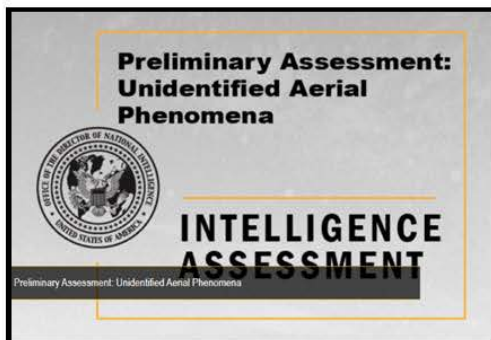 Preliminary Assessment:
Unidentified Aerial
Phenomena
OFFICE OF THE DIRECTOR OF NATIONAL INTELLIGENCE
UNITED STATES OF AMERICA
INTELLIGENCE
ASSESSMENT
Preliminary Assessment: Unidentified Aerial Phenomena